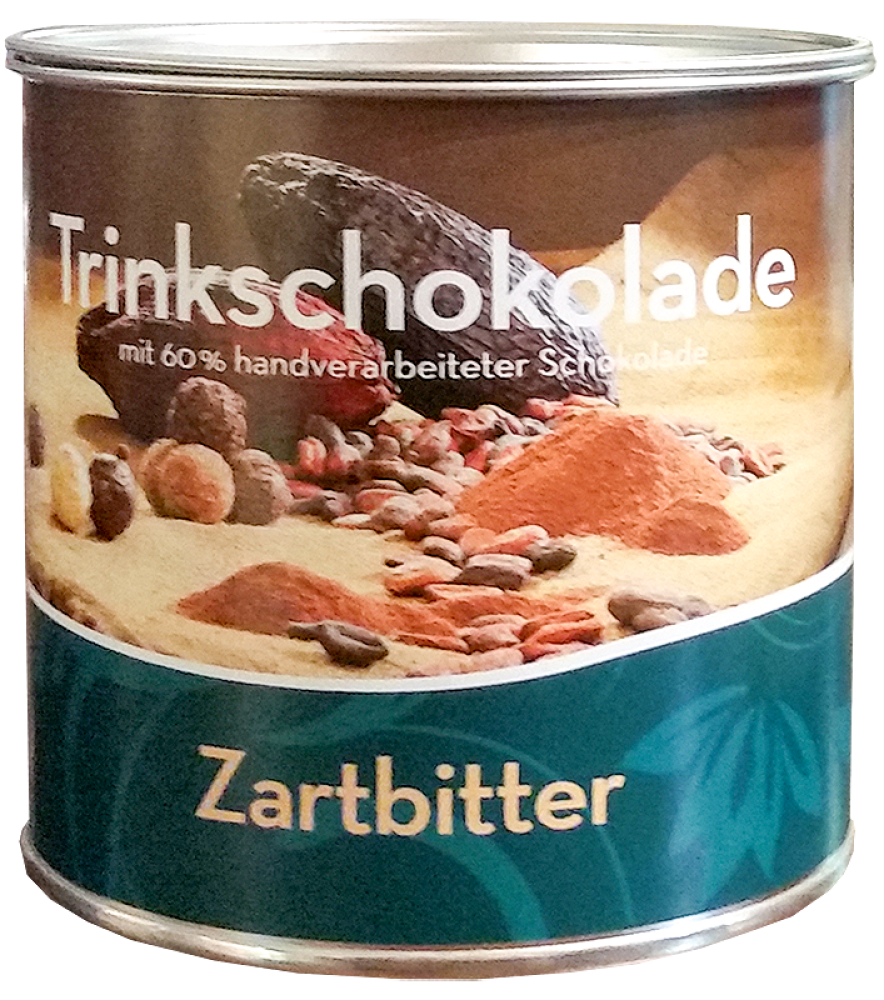 Trinkschokolade
mit 60% handverarbeiteter Schokolade
Zartbitter